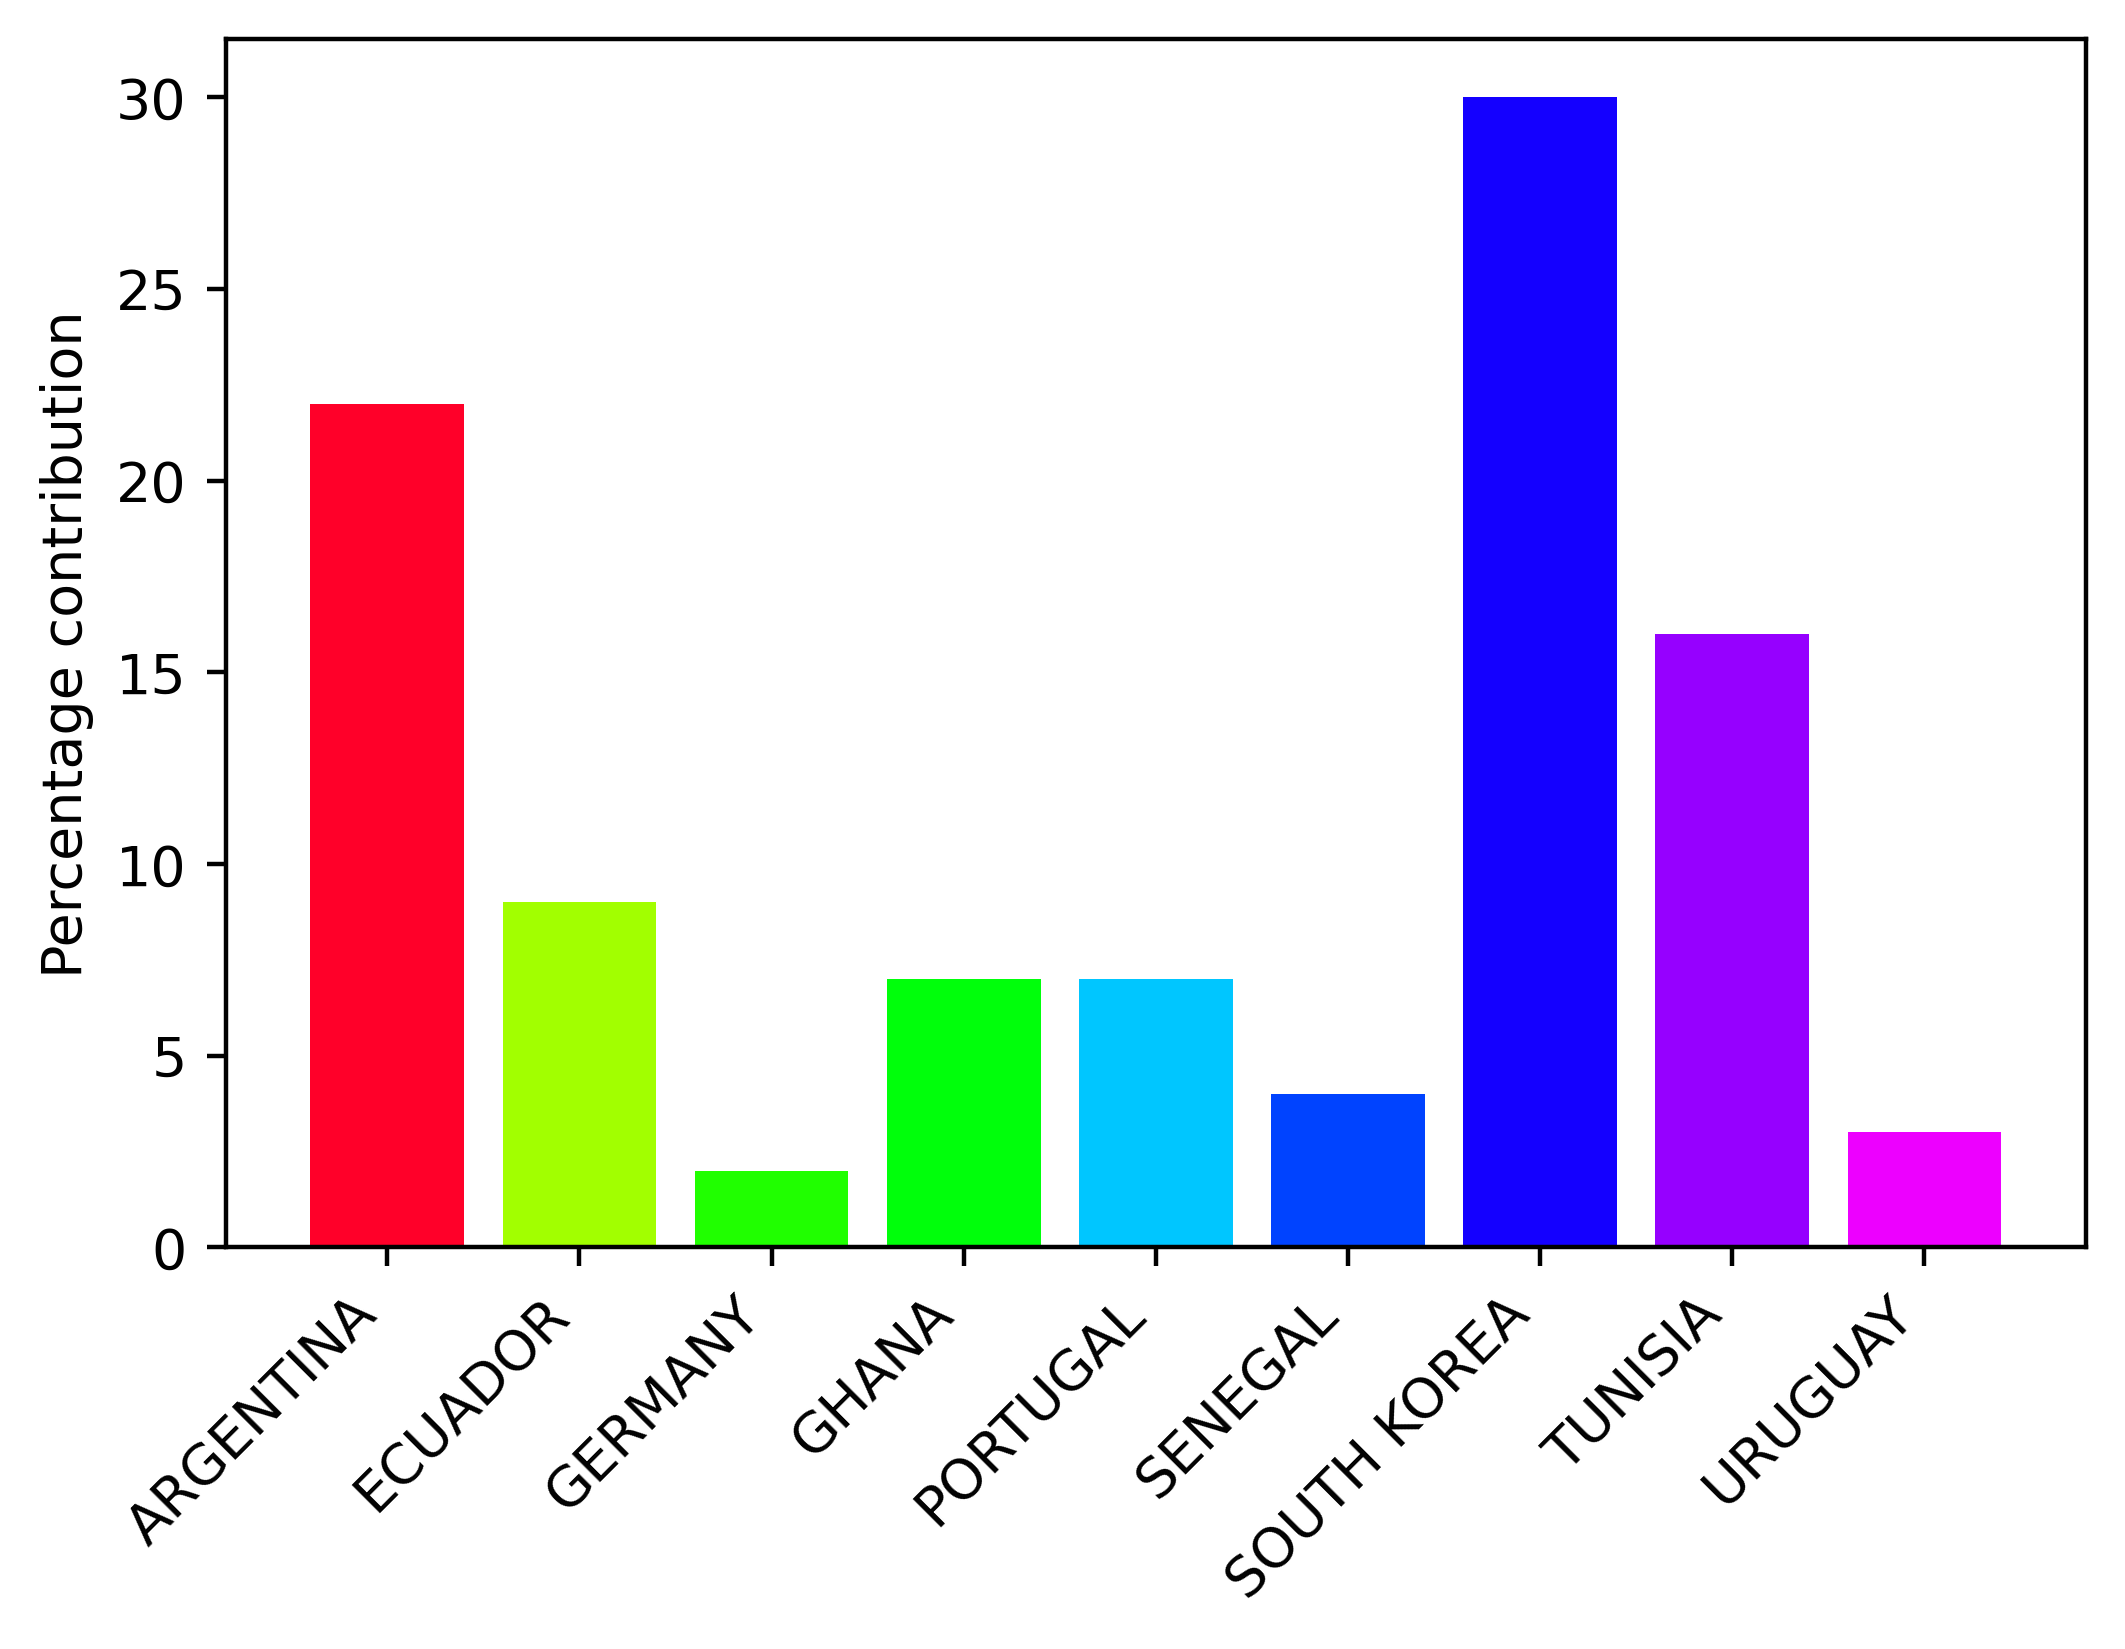 Percentage contribution
30
25
20
15
10
5
0
ARGENTINA
ECUADOR
GERMANY
GHANA
PORTUGAL
SENEGAL
SOUTH KOREA
TUNISIA
URUGUAY